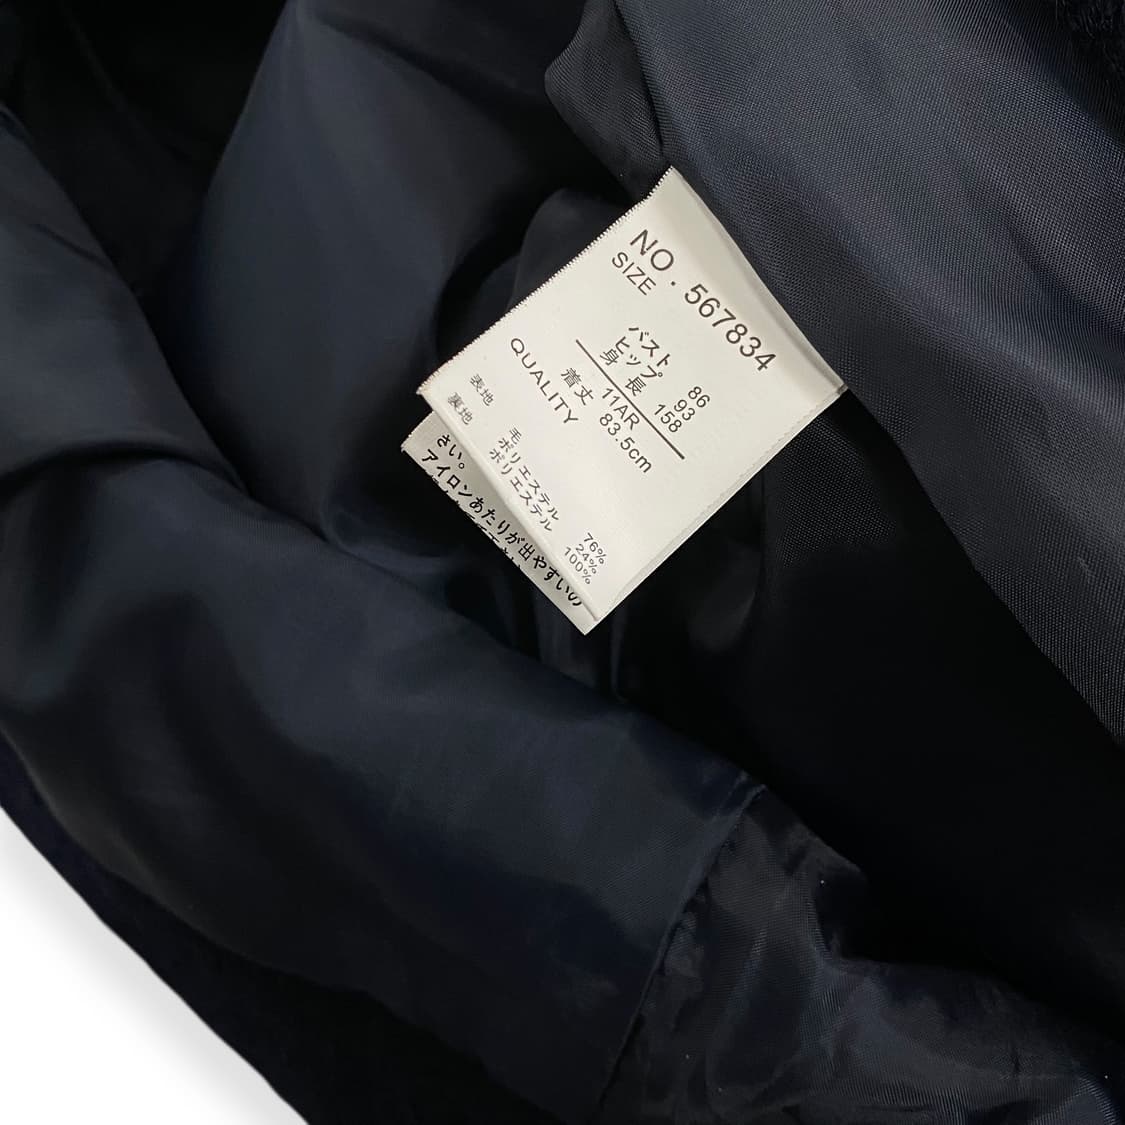 NO. 567834
SIZE
バスト 86
ヒップ 93
身長 158
11AR
着丈 83.5cm
QUALITY
表地 毛 76%
ポリエステル 24%
裏地 ポリエステル 100%
さい。
アイロンあたりが出やすいの